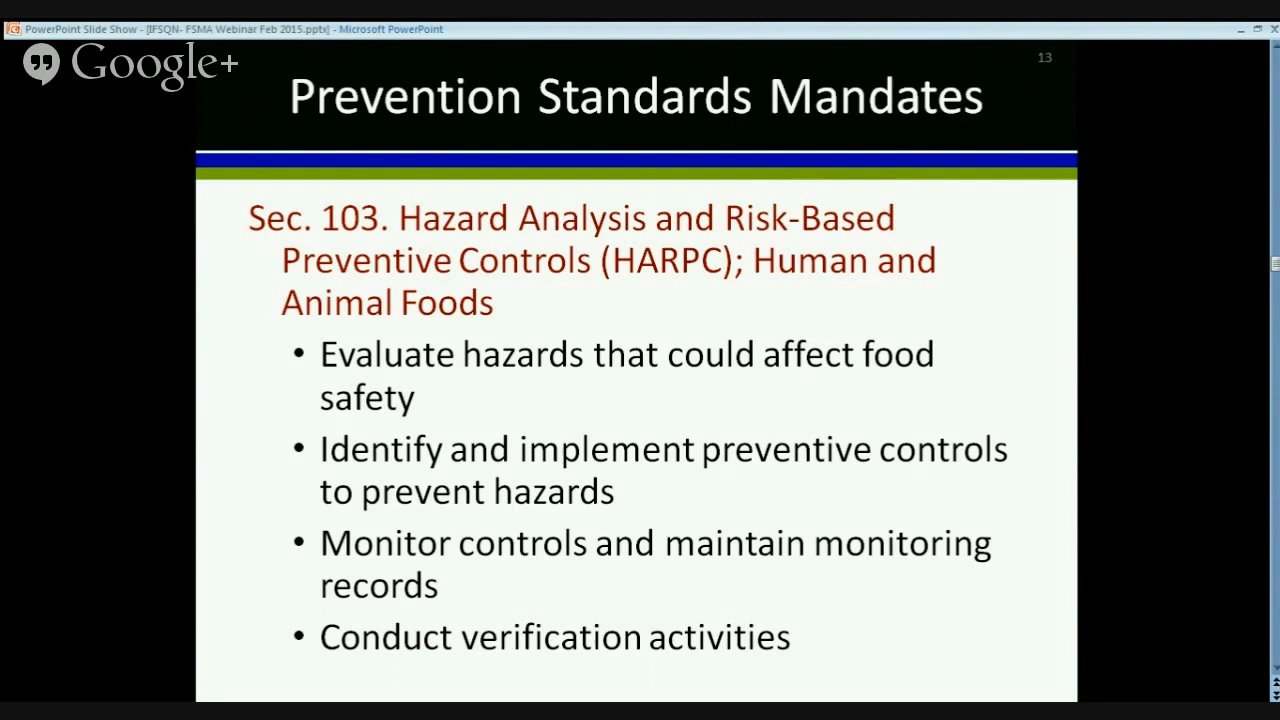 PowerPoint Slide Show - [IFSQN- FSMA Webinar Feb 2015.pptx] - Microsoft PowerPoint
Google+
13
Prevention Standards Mandates
Sec. 103. Hazard Analysis and Risk-Based
Preventive Controls (HARPC); Human and
Animal Foods
• Evaluate hazards that could affect food
safety
• Identify and implement preventive controls
to prevent hazards
• Monitor controls and maintain monitoring
records
• Conduct verification activities